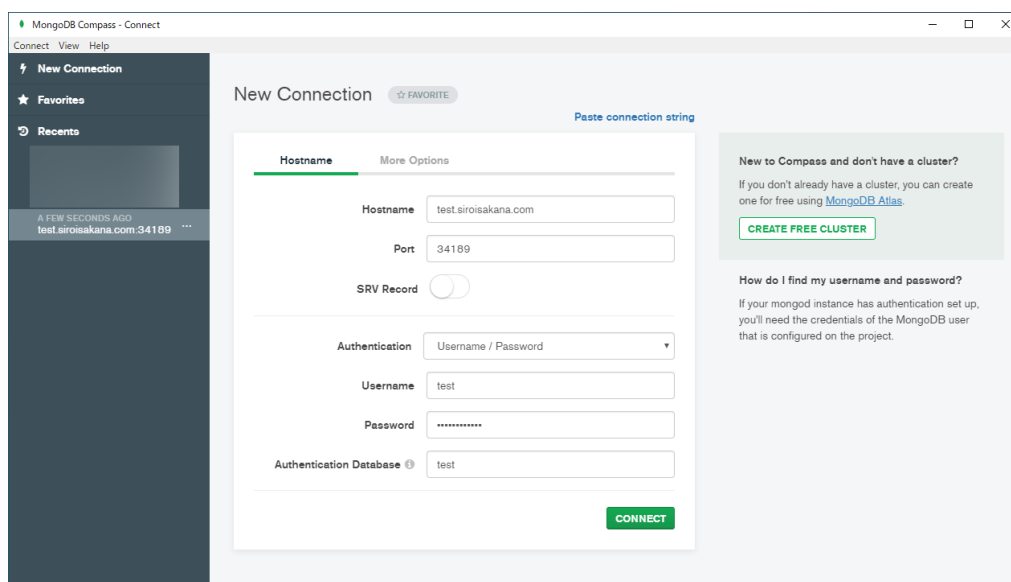 MongoDB Compass - Connect
Connect View Help
New Connection
Favorites
Recents
A FEW SECONDS AGO
test.siroisakana.com:34189 ...
New Connection
FAVORITE
Paste connection string
Hostname
More Options
Hostname
test.siroisakana.com
Port
34189
SRV Record
Authentication
Username / Password
Username
test
Password
••••••••••••
Authentication Database
test
CONNECT
New to Compass and don't have a cluster?
If you don't already have a cluster, you can create
one for free using MongoDB Atlas.
CREATE FREE CLUSTER
How do I find my username and password?
If your mongod instance has authentication set up,
you'll need the credentials of the MongoDB user
that is configured on the project.